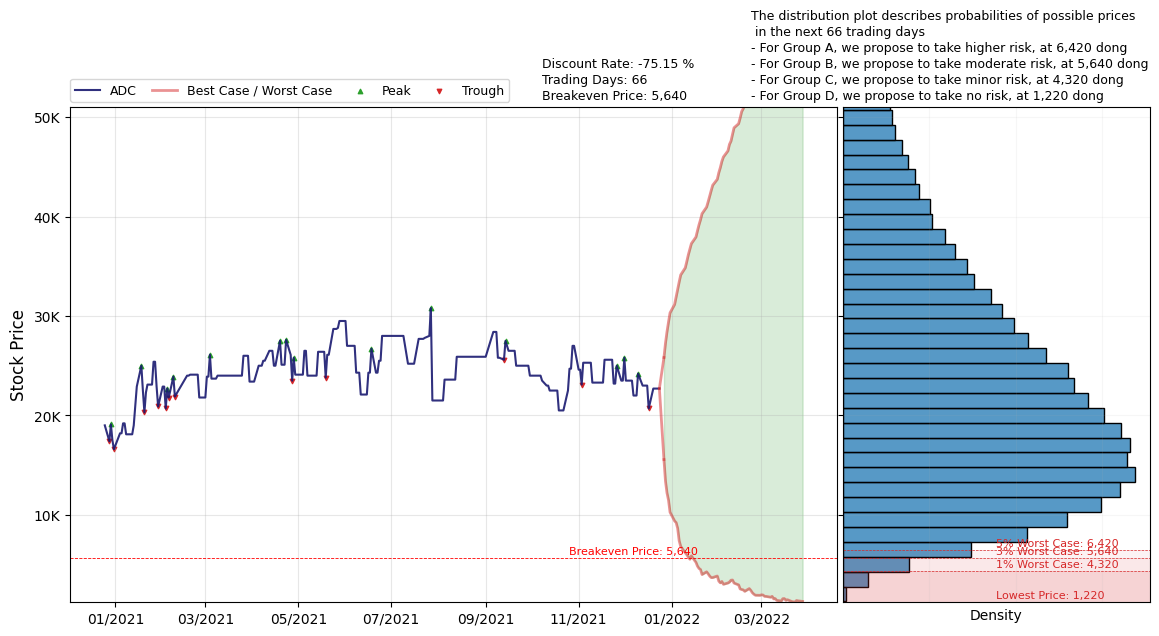 The distribution plot describes probabilities of possible prices
in the next 66 trading days
- For Group A, we propose to take higher risk, at 6,420 dong
- For Group B, we propose to take moderate risk, at 5,640 dong
- For Group C, we propose to take minor risk, at 4,320 dong
- For Group D, we propose to take no risk, at 1,220 dong
Discount Rate: -75.15 %
Trading Days: 66
Breakeven Price: 5,640
ADC
Best Case / Worst Case
Peak
Trough
Stock Price
50K
40K
30K
20K
10K
Breakeven Price: 5,640
5% Worst Case: 6,420
3% Worst Case: 5,640
1% Worst Case: 4,320
Lowest Price: 1,220
01/2021
03/2021
05/2021
07/2021
09/2021
11/2021
01/2022
03/2022
Density